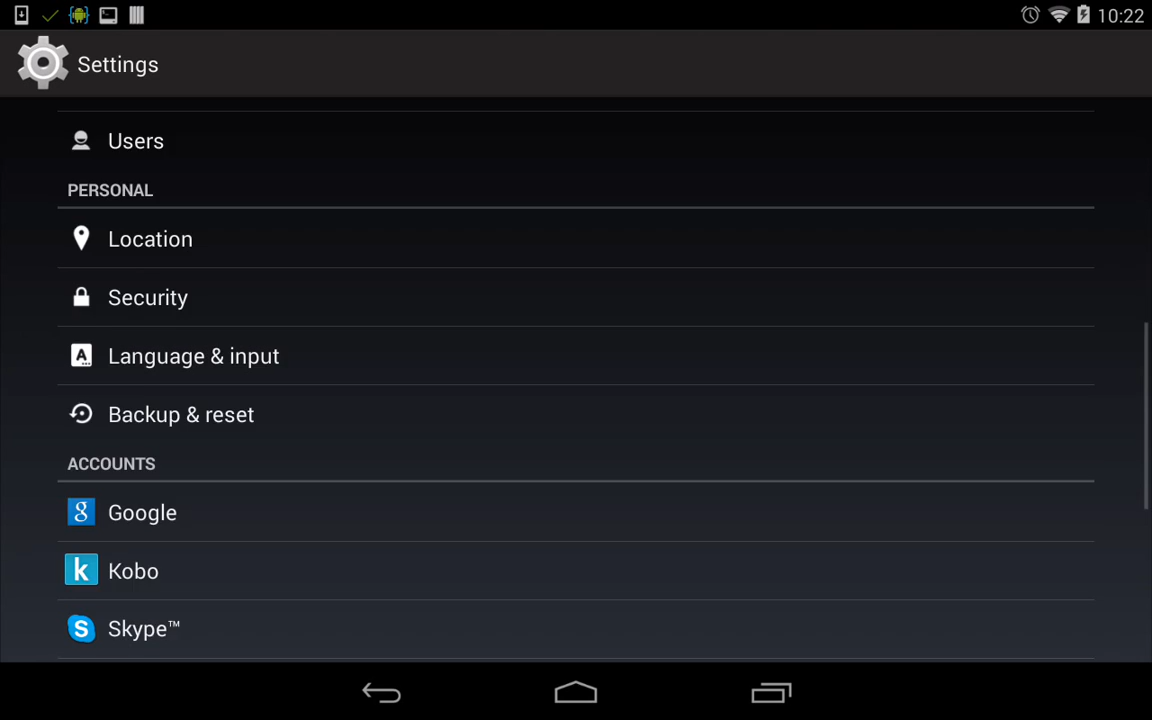 10:22
Settings
Users
PERSONAL
Location
Security
Language & input
Backup & reset
ACCOUNTS
Google
Kobo
Skype™